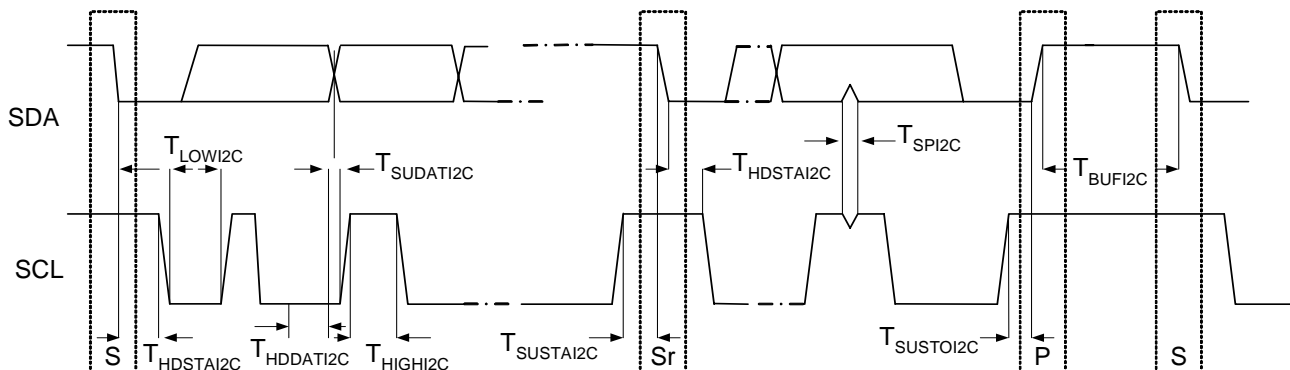 SDA
T_LOWI2C
T_SUDATI2C
T_HDSTAI2C
T_SPI2C
T_BUFI2C
SCL
S
T_HDSTAI2C
T_HDDATI2C
T_HIGHI2C
T_SUSTAI2C
Sr
T_SUSTOI2C
P
S